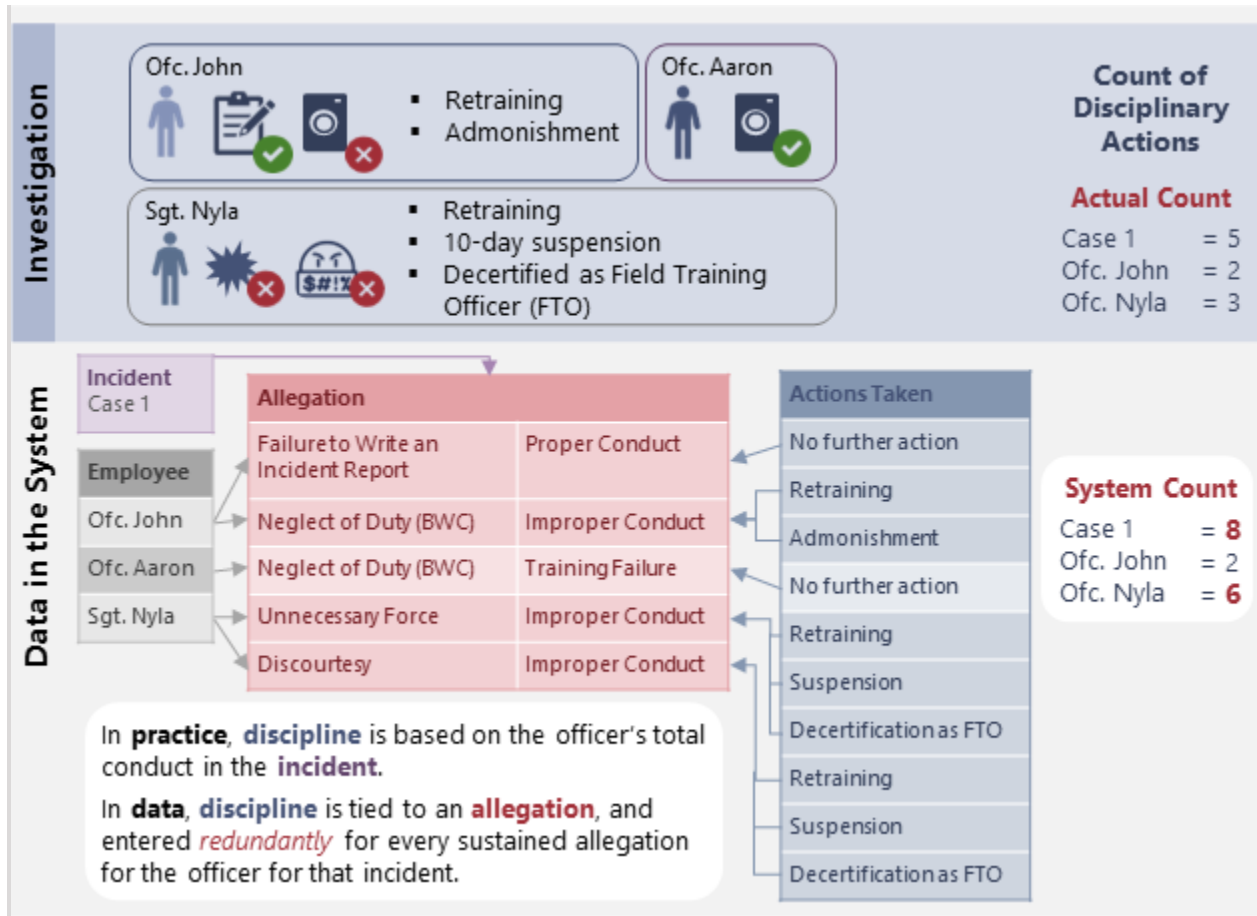 Investigation
Ofc. John
▪ Retraining
▪ Admonishment
Ofc. Aaron
Sgt. Nyla
$#!%
▪ Retraining
▪ 10-day suspension
▪ Decertified as Field Training
Officer (FTO)
Count of
Disciplinary
Actions
Actual Count
Case 1 = 5
Ofc. John = 2
Ofc. Nyla = 3
Data in the System
Incident
Case 1
Employee
Ofc. John
Ofc. Aaron
Sgt. Nyla
Allegation
Failure to Write an
Incident Report
Proper Conduct
Neglect of Duty (BWC) Improper Conduct
Neglect of Duty (BWC) Training Failure
Unnecessary Force Improper Conduct
Discourtesy Improper Conduct
Actions Taken
No further action
Retraining
Admonishment
No further action
Retraining
Suspension
Decertification as FTO
Retraining
Suspension
Decertification as FTO
System Count
Case 1 = 8
Ofc. John = 2
Ofc. Nyla = 6
In practice, discipline is based on the officer's total
conduct in the incident.
In data, discipline is tied to an allegation, and
entered redundantly for every sustained allegation
for the officer for that incident.